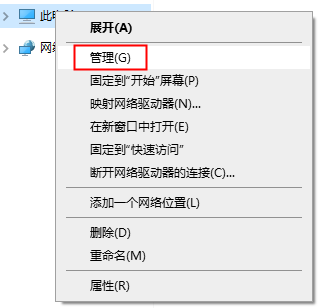 此电脑
展开(A)
管理(G)
网络
固定到"开始"屏幕(P)
映射网络驱动器(N)...
在新窗口中打开(E)
固定到"快速访问"
断开网络驱动器的连接(C)...
添加一个网络位置(L)
删除(D)
重命名(M)
属性(R)